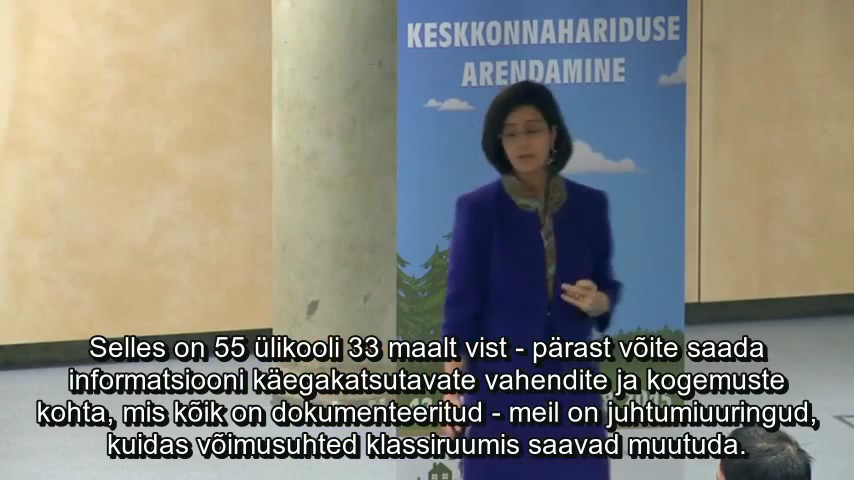 KESKKONNAHARIDUSE
ARENDAMINE
Selles on 55 ülikooli 33 maalt vist - pärast võite saada
informatsiooni käegakatsutavate vahendite ja kogemuste
kohta, mis kõik on dokumenteeritud - meil on juhtumiuuringud,
kuidas võimusuhted klassiruumis saavad muutuda.